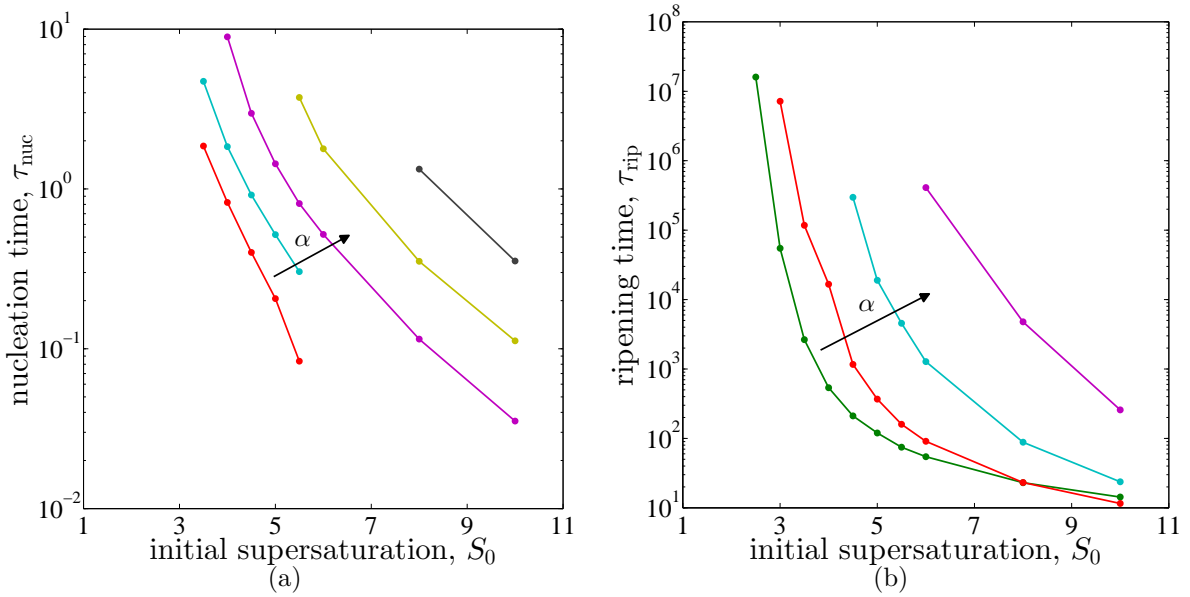 10^1
10^0
10^{-1}
10^{-2}
nucleation time, τ_nuc
α
1 3 5 7 9 11
initial supersaturation, S_0
(a)
10^8
10^7
10^6
10^5
10^4
10^3
10^2
10^1
ripening time, τ_rip
α
1 3 5 7 9 11
initial supersaturation, S_0
(b)